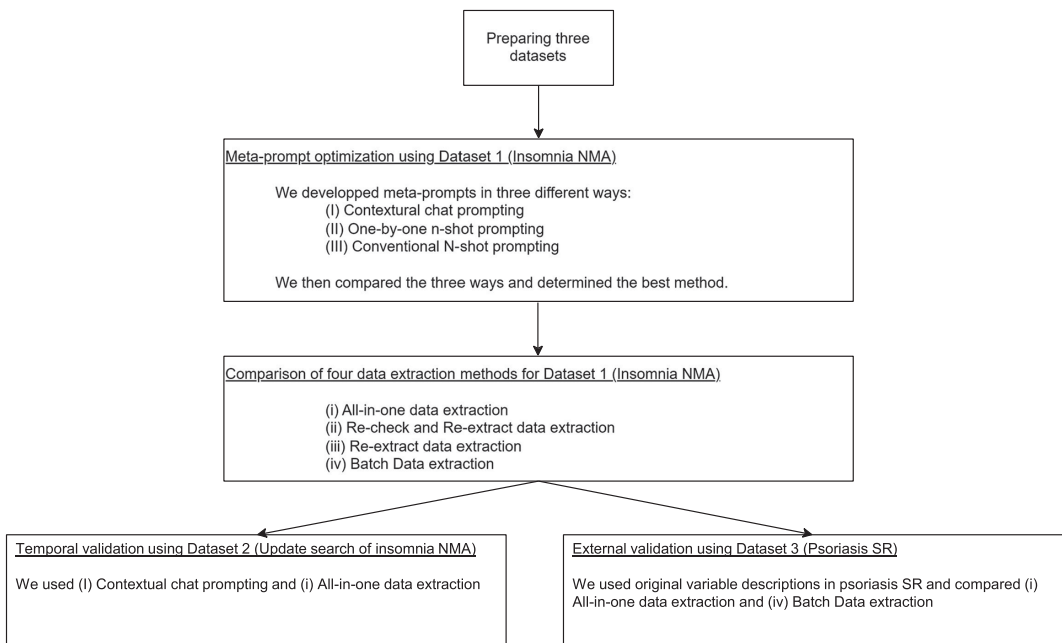 Preparing three
datasets
Meta-prompt optimization using Dataset 1 (Insomnia NMA)
We developped meta-prompts in three different ways:
(I) Contextural chat prompting
(II) One-by-one n-shot prompting
(III) Conventional N-shot prompting
We then compared the three ways and determined the best method.
Comparison of four data extraction methods for Dataset 1 (Insomnia NMA)
(i) All-in-one data extraction
(ii) Re-check and Re-extract data extraction
(iii) Re-extract data extraction
(iv) Batch Data extraction
Temporal validation using Dataset 2 (Update search of insomnia NMA)
We used (I) Contextual chat prompting and (i) All-in-one data extraction
External validation using Dataset 3 (Psoriasis SR)
We used original variable descriptions in psoriasis SR and compared (i)
All-in-one data extraction and (iv) Batch Data extraction